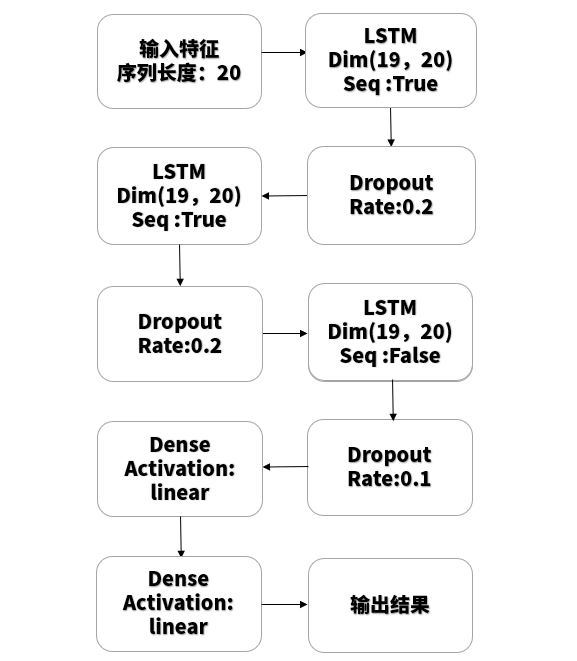 输入特征
序列长度：20
LSTM
Dim(19，20)
Seq :True
Dropout
Rate:0.2
LSTM
Dim(19，20)
Seq :True
Dropout
Rate:0.2
LSTM
Dim(19，20)
Seq :False
Dropout
Rate:0.1
Dense
Activation:
linear
Dense
Activation:
linear
输出结果